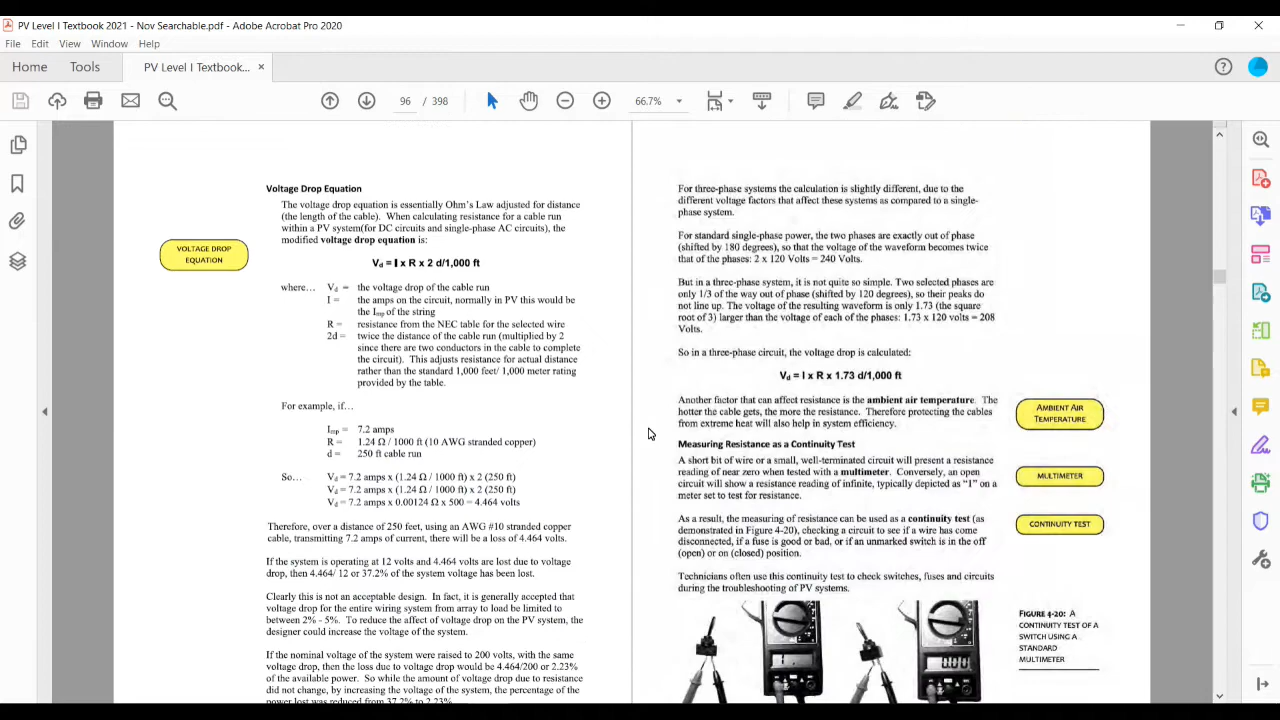 PV Level I Textbook 2021 - Nov Searchable.pdf - Adobe Acrobat Pro 2020
File Edit View Window Help
Home Tools PV Level I Textbook... ×
96 / 398 66.7%
Voltage Drop Equation
The voltage drop equation is essentially Ohm's Law adjusted for distance
(the length of the cable). When calculating resistance for a cable run
within a PV system(for DC circuits and single-phase AC circuits), the
modified voltage drop equation is:
VOLTAGE DROP
EQUATION
Vd = I x R x 2 d/1,000 ft
where… Vd = the voltage drop of the cable run
I = the amps on the circuit, normally in PV this would be
the Imp of the string
R = resistance from the NEC table for the selected wire
2d = twice the distance of the cable run (multiplied by 2
since there are two conductors in the cable to complete
the circuit). This adjusts resistance for actual distance
rather than the standard 1,000 feet/ 1,000 meter rating
provided by the table.
For example, if…
Imp = 7.2 amps
R = 1.24 Ω / 1000 ft (10 AWG stranded copper)
d = 250 ft cable run
So… Vd = 7.2 amps x (1.24 Ω / 1000 ft) x 2 (250 ft)
Vd = 7.2 amps x (1.24 Ω / 1000 ft) x 2 (250 ft)
Vd = 7.2 amps x 0.00124 Ω x 500 = 4.464 volts
Therefore, over a distance of 250 feet, using an AWG #10 stranded copper
cable, transmitting 7.2 amps of current, there will be a loss of 4.464 volts.
If the system is operating at 12 volts and 4.464 volts are lost due to voltage
drop, then 4.464/ 12 or 37.2% of the system voltage has been lost.
Clearly this is not an acceptable design. In fact, it is generally accepted that
voltage drop for the entire wiring system from array to load be limited to
between 2% - 5%. To reduce the affect of voltage drop on the PV system, the
designer could increase the voltage of the system.
If the nominal voltage of the system were raised to 200 volts, with the same
voltage drop, then the loss due to voltage drop would be 4.464/200 or 2.23%
of the available power. So while the amount of voltage drop due to resistance
did not change, by increasing the voltage of the system, the percentage of the
power lost was reduced from 37.2% to 2.23%.
For three-phase systems the calculation is slightly different, due to the
different voltage factors that affect these systems as compared to a single-
phase system.
For standard single-phase power, the two phases are exactly out of phase
(shifted by 180 degrees), so that the voltage of the waveform becomes twice
that of the phases: 2 x 120 Volts = 240 Volts.
But in a three-phase system, it is not quite so simple. Two selected phases are
only 1/3 of the way out of phase (shifted by 120 degrees), so their peaks do
not line up. The voltage of the resulting waveform is only 1.73 (the square
root of 3) larger than the voltage of each of the phases: 1.73 x 120 volts = 208
Volts.
So in a three-phase circuit, the voltage drop is calculated:
Vd = I x R x 1.73 d/1,000 ft
Another factor that can affect resistance is the ambient air temperature. The
hotter the cable gets, the more the resistance. Therefore protecting the cables
from extreme heat will also help in system efficiency.
AMBIENT AIR
TEMPERATURE
Measuring Resistance as a Continuity Test
A short bit of wire or a small, well-terminated circuit will present a resistance
reading of near zero when tested with a multimeter. Conversely, an open
circuit will show a resistance reading of infinite, typically depicted as "1" on a
meter set to test for resistance.
MULTIMETER
As a result, the measuring of resistance can be used as a continuity test (as
demonstrated in Figure 4-20), checking a circuit to see if a wire has come
disconnected, if a fuse is good or bad, or if an unmarked switch is in the off
(open) or on (closed) position.
CONTINUITY TEST
Technicians often use this continuity test to check switches, fuses and circuits
during the troubleshooting of PV systems.
FIGURE 4-20: A
CONTINUITY TEST OF A
SWITCH USING A
STANDARD
MULTIMETER